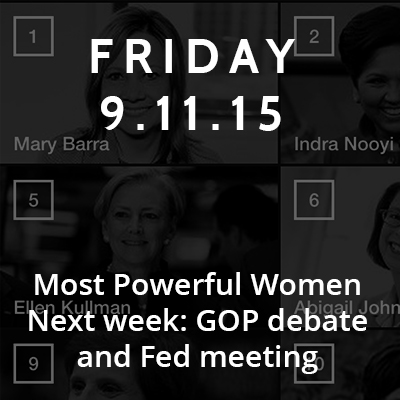 1
2
FRIDAY
9.11.15
Mary Barra
Indra Nooyi
5
6
Most Powerful Women
Ellen Kullman
Abigail John
Next week: GOP debate
and Fed meeting
9
10